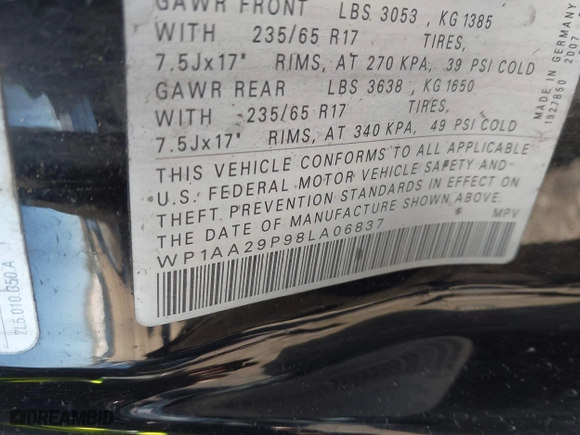 GAWR FRONT LBS 3053 , KG 1385
WITH 235/65 R17 TIRES,
7.5Jx17" RIMS, AT 270 KPA, 39 PSI COLD
GAWR REAR LBS 3638 , KG 1650
WITH 235/65 R17 TIRES,
7.5Jx17" RIMS, AT 340 KPA, 49 PSI COLD
THIS VEHICLE CONFORMS TO ALL APPLICABLE
U.S. FEDERAL MOTOR VEHICLE SAFETY AND
THEFT PREVENTION STANDARDS IN EFFECT ON
THE DATE OF MANUFACTURE SHOWN ABOVE.
WP1AA29P98LA06837 MPV
MADE IN GERMANY
1927850 2007
7L5 010 050 A
DREAMBID